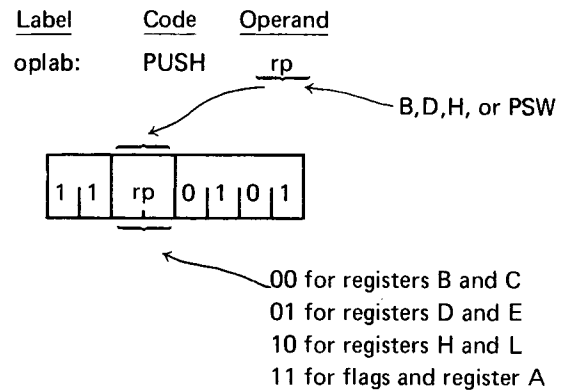 Label Code Operand
oplab: PUSH rp
B,D,H, or PSW
1 1 rp 0 1 0 1
00 for registers B and C
01 for registers D and E
10 for registers H and L
11 for flags and register A